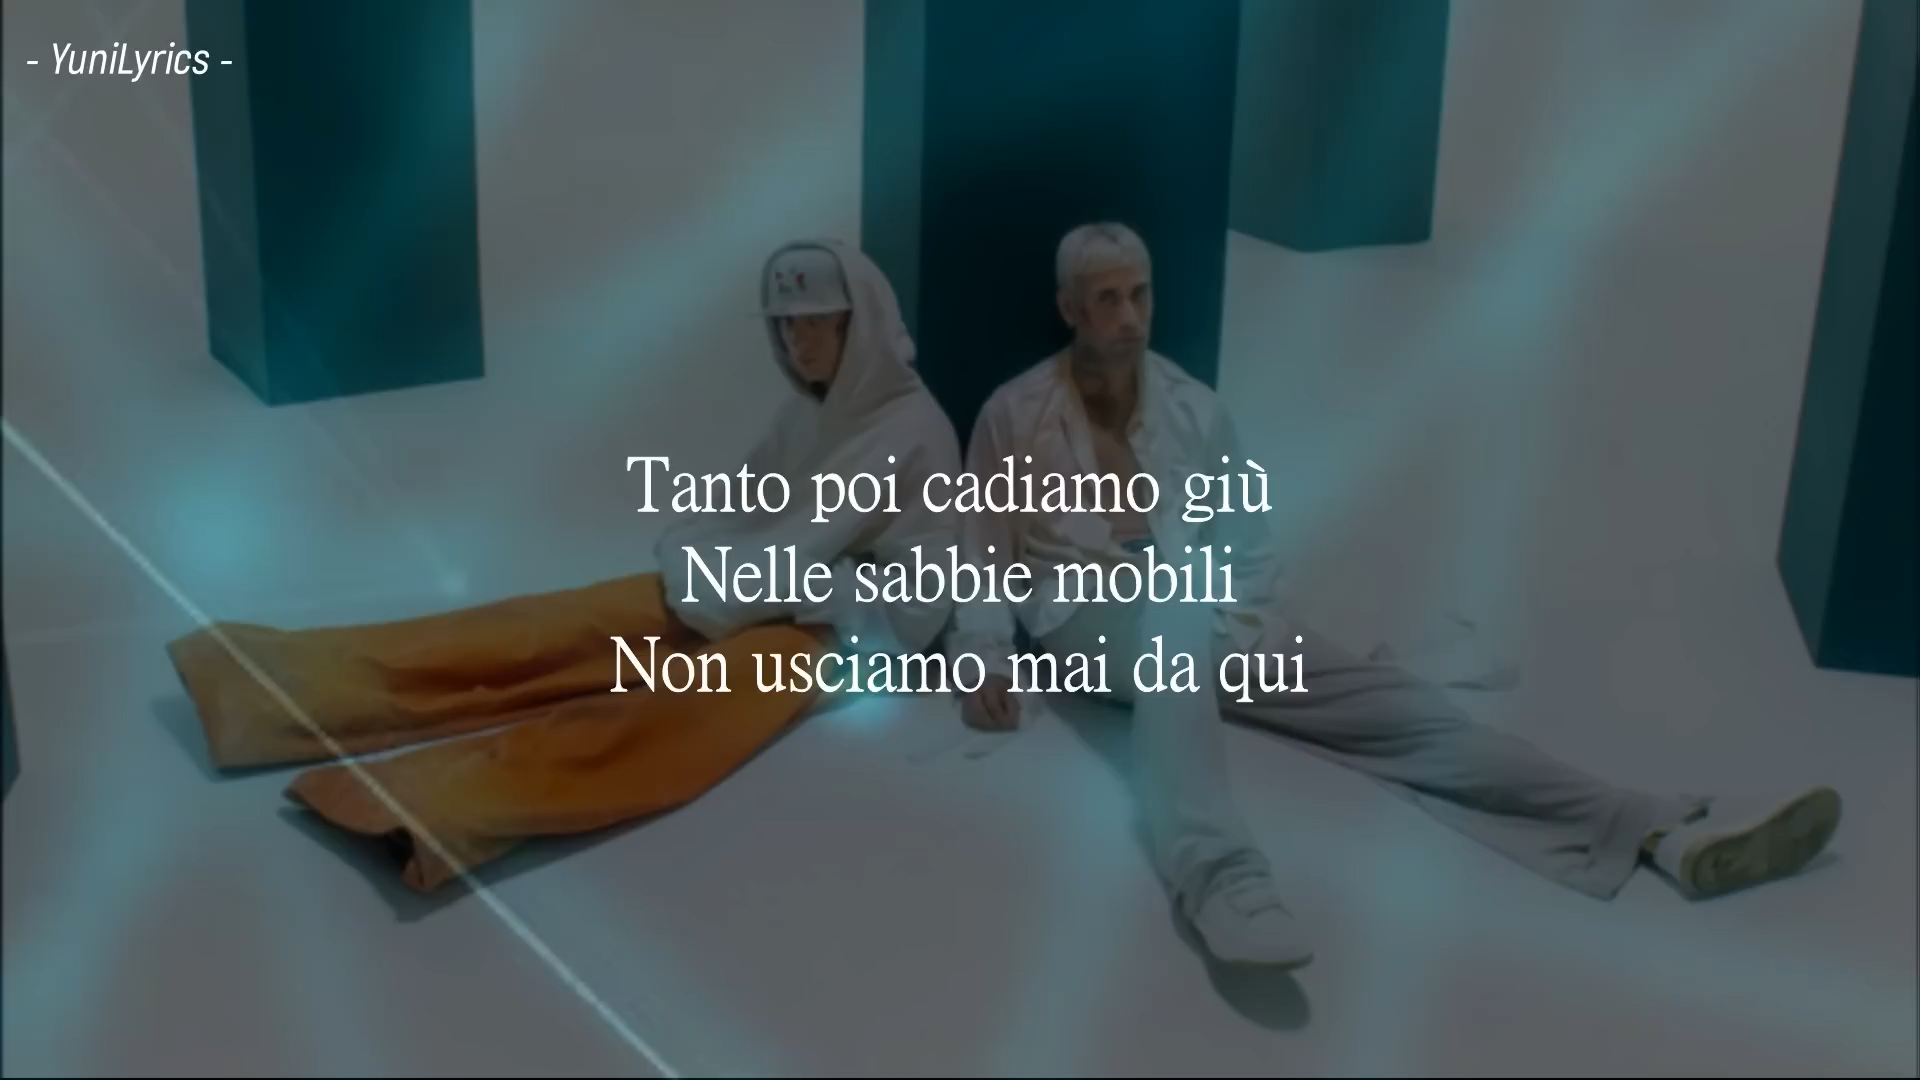 - YuniLyrics -
Tanto poi cadiamo giù
Nelle sabbie mobili
Non usciamo mai da qui